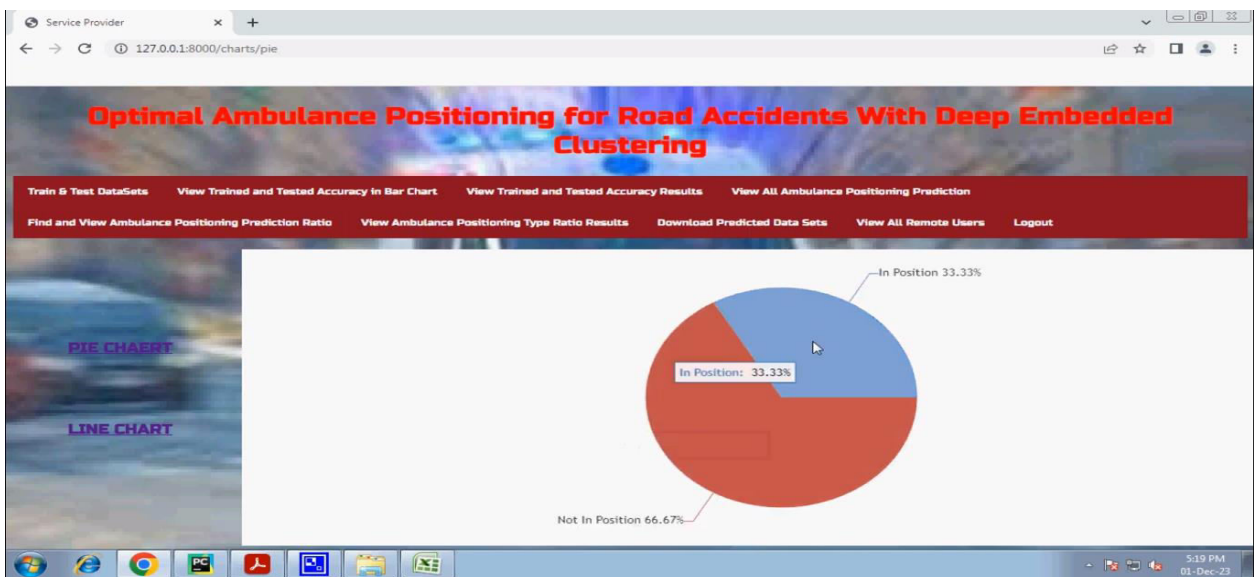 Service Provider
127.0.0.1:8000/charts/pie
Optimal Ambulance Positioning for Road Accidents With Deep Embedded
Clustering
Train & Test DataSets View Trained and Tested Accuracy in Bar Chart View Trained and Tested Accuracy Results View All Ambulance Positioning Prediction
Find and View Ambulance Positioning Prediction Ratio View Ambulance Positioning Type Ratio Results Download Predicted Data Sets View All Remote Users Logout
In Position 33.33%
PIE CHAERT
In Position: 33.33%
LINE CHART
Not In Position 66.67%
PC
5:19 PM
01-Dec-23